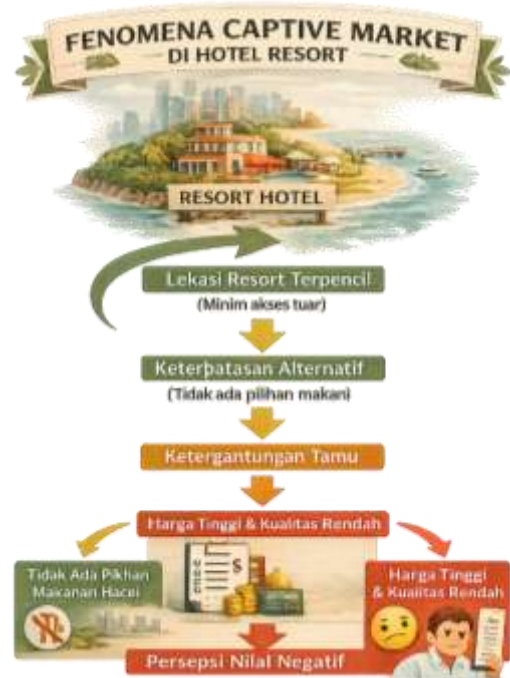 FENOMENA CAPTIVE MARKET
DI HOTEL RESORT
RESORT HOTEL
Lekasi Resort Terpencil
(Minim akses tuar)
Keterbatasan Alternatif
(Tidak ada pilihan makan)
Ketergantungan Tamu
Harga Tinggi & Kualitas Rendah
Tidak Ada Pikhan
Makanan Hacei
$
Harga Tinggi
& Kualitas Rendah
Persepsi Nilal Negatif